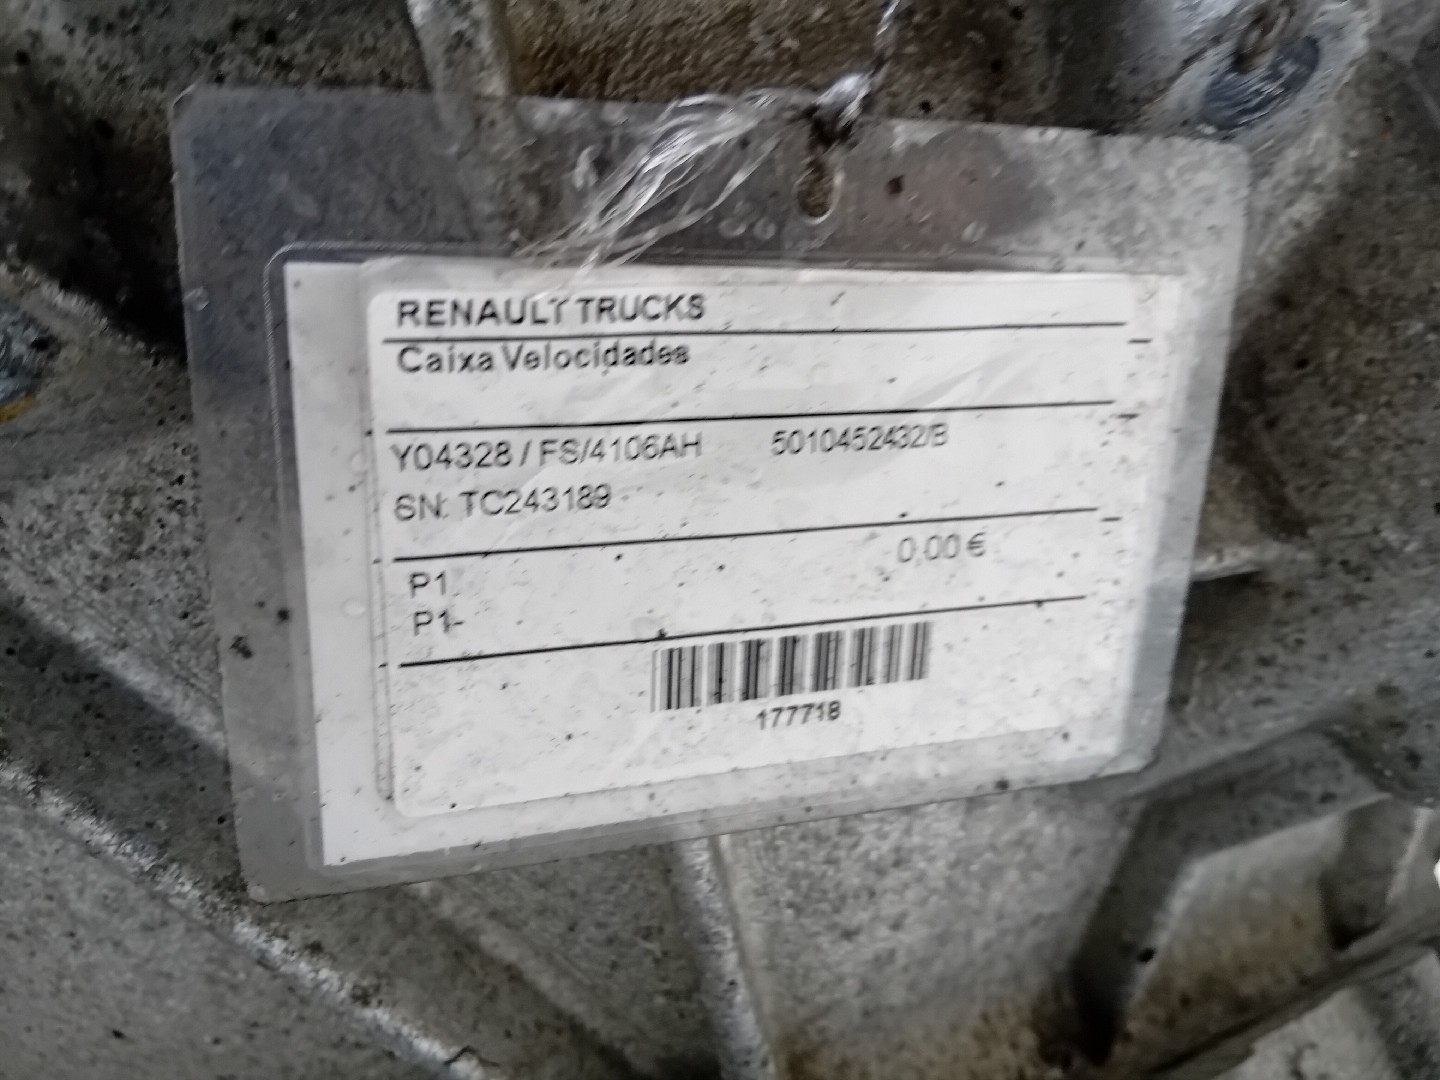 RENAULT TRUCKS
Caixa Velocidades
Y04328 / FS/4106AH 5010452432/B
SN: TC243189
0,00 €
P1
P1-
177718